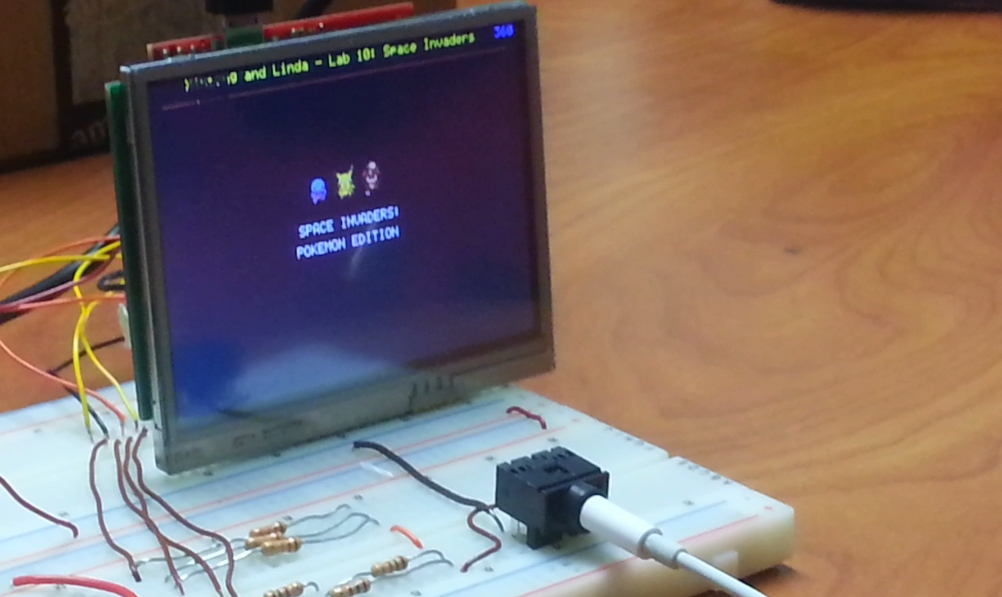 and Linda - Lab 10: Space Invaders 360
SPACE INVADERS:
POKEMON EDITION